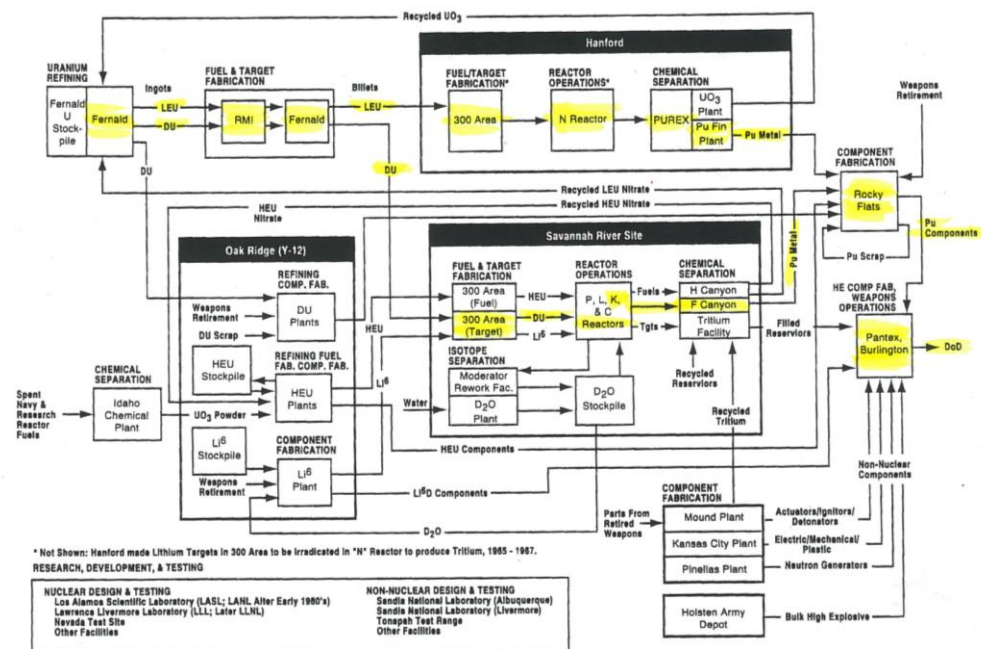 Recycled UO3
Hanford
URANIUM
REFINING
FUEL & TARGET
FABRICATION
Ingots
Billets
FUEL/TARGET
FABRICATION*
REACTOR
OPERATIONS*
CHEMICAL
SEPARATION
Fernald
U
Stock-
pile
Fernald
LEU
DU
RMI
Fernald
LEU
300 Area
N Reactor
PUREX
UO3
Plant
Pu Fin
Plant
Pu Metal
Weapons
Retirement
DU
DU
COMPONENT
FABRICATION
Rocky
Flats
Recycled LEU Nitrate
Recycled HEU Nitrate
HEU
Nitrate
Pu Metal
Pu
Components
Pu Scrap
Oak Ridge (Y-12)
REFINING
COMP. FAB.
Weapons
Retirement
DU
Plants
DU Scrap
HEU
Stockpile
REFINING FUEL
FAB. COMP. FAB.
HEU
Plants
HEU
Li6
Savannah River Site
FUEL & TARGET
FABRICATION
REACTOR
OPERATIONS
CHEMICAL
SEPARATION
300 Area
(Fuel)
HEU
300 Area
(Target)
DU
Li6
P, L, K,
& C
Reactors
Fuels
Tgts
H Canyon
F Canyon
Tritium
Facility
Filled
Reservoirs
HE COMP FAB,
WEAPONS
OPERATIONS
Pantex,
Burlington
DoD
ISOTOPE
SEPARATION
Moderator
Rework Fac.
Water
D2O
Plant
D2O
Stockpile
Recycled
Reserviors
Recycled
Tritium
CHEMICAL
SEPARATION
Spent
Navy &
Research
Reactor
Fuels
Idaho
Chemical
Plant
UO3 Powder
Li6
Stockpile
COMPONENT
FABRICATION
Weapons
Retirement
Li6
Plant
HEU Components
Li6D Components
D2O
Non-Nuclear
Components
COMPONENT
FABRICATION
Parts From
Retired
Weapons
Mound Plant
Actuators/Ignitors/
Detonators
Kansas City Plant
Electric/Mechanical/
Plastic
Pinellas Plant
Neutron Generators
Holsten Army
Depot
Bulk High Explosive
* Not Shown: Hanford made Lithium Targets in 300 Area to be irradicated in "N" Reactor to produce Tritium, 1965 - 1967.
RESEARCH, DEVELOPMENT, & TESTING
NUCLEAR DESIGN & TESTING
Los Alamos Scientific Laboratory (LASL; LANL After Early 1980's)
Lawrence Livermore Laboratory (LLL; Later LLNL)
Nevada Test Site
Other Facilities
NON-NUCLEAR DESIGN & TESTING
Sandia National Laboratory (Albuquerque)
Sandia National Laboratory (Livermore)
Tonapah Test Range
Other Facilities